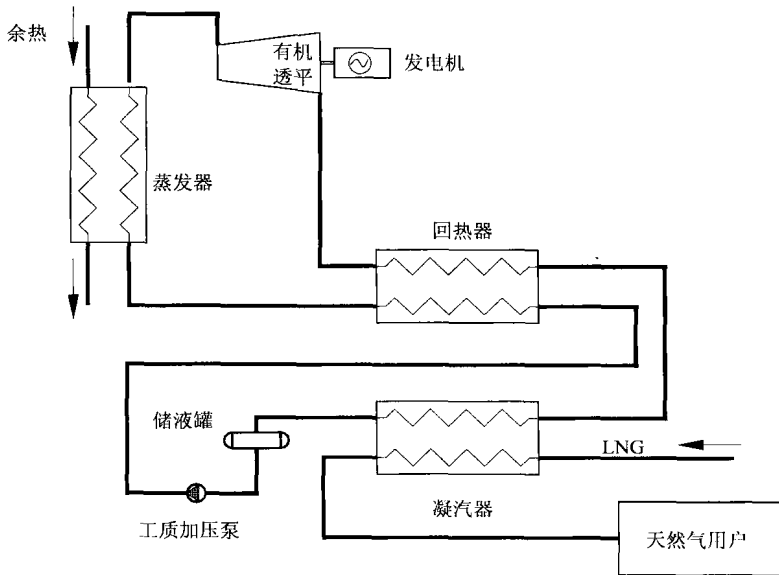 余热
有机
透平
发电机
蒸发器
回热器
储液罐
LNG
工质加压泵
凝汽器
天然气用户